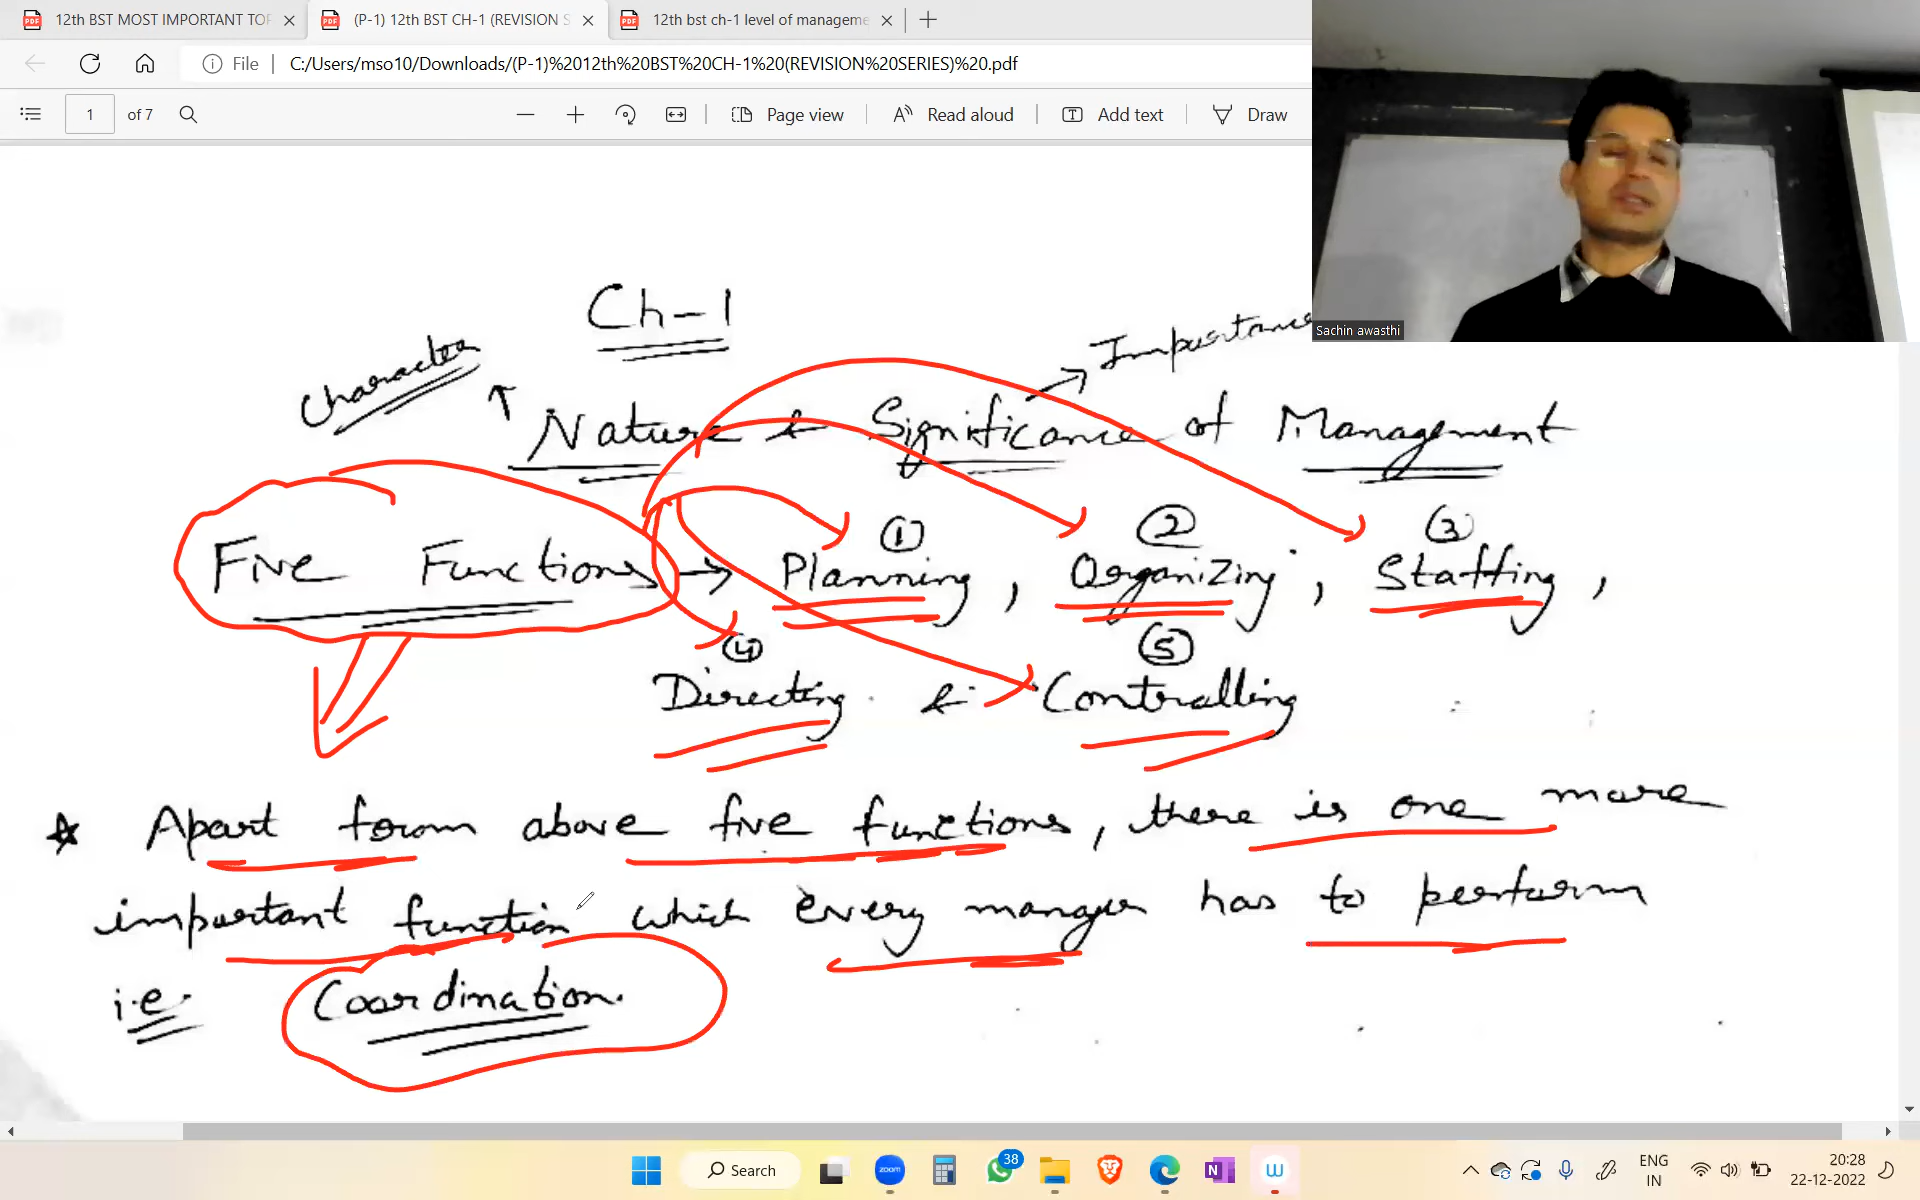 12th BST MOST IMPORTANT TOP
(P-1) 12th BST CH-1 (REVISION S
12th bst ch-1 level of manageme
File
C:/Users/mso10/Downloads/(P-1)%2012th%20BST%20CH-1%20(REVISION%20SERIES)%20.pdf
1 of 7
Page view
Read aloud
Add text
Draw
Sachin awasthi
Ch-1
Character
Importance
Nature & Significance of Management
① ② ③
Five Functions → Planning, Organizing, Staffing,
④ ⑤
Directing & Controlling
☆ Apart from above five functions, there is one more
important function which every manager has to perform
i.e. Coordination.
Search
zoom
38
ENG
IN
20:28
22-12-2022